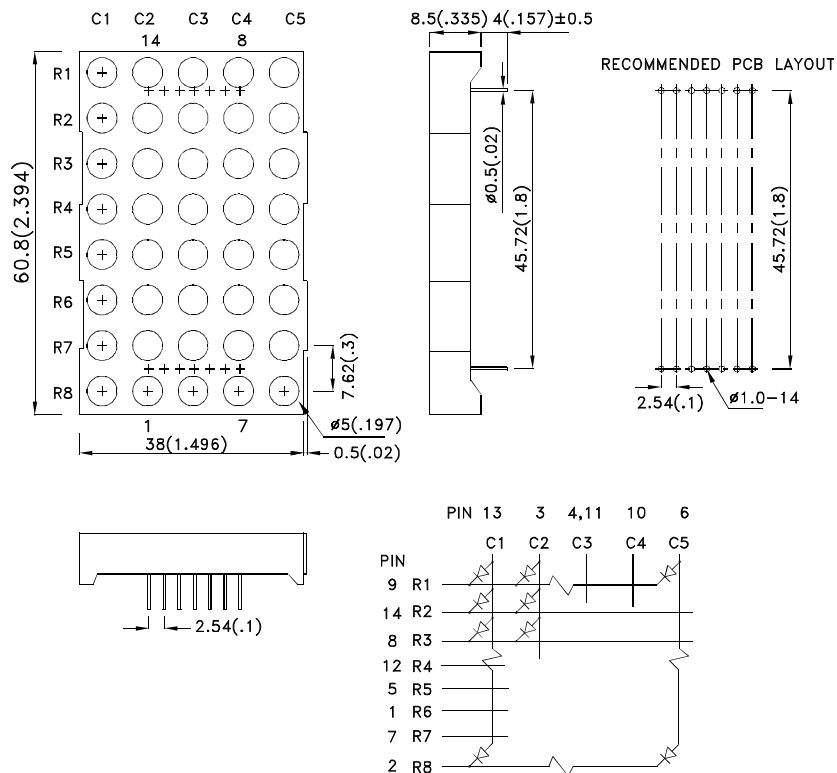 C1 C2 C3 C4 C5
14 8
R1
R2
R3
R4
R5
R6
R7
R8
60.8(2.394)
1 7
38(1.496)
7.62(.3)
ø5(.197)
0.5(.02)
8.5(.335) 4(.157)±0.5
ø0.5(.02)
45.72(1.8)
RECOMMENDED PCB LAYOUT
45.72(1.8)
2.54(.1)
ø1.0-14
2.54(.1)
PIN 13 3 4,11 10 6
C1 C2 C3 C4 C5
PIN
9 R1
14 R2
8 R3
12 R4
5 R5
1 R6
7 R7
2 R8